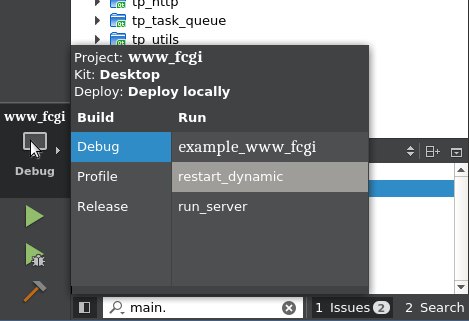 tp_http
tp_task_queue
tp_utils
Project: www_fcgi
Kit: Desktop
Deploy: Deploy locally
Build Run
www_fcgi
Debug example_www_fcgi
Debug
Profile restart_dynamic
Release run_server
main.
1 Issues 2 2 Search